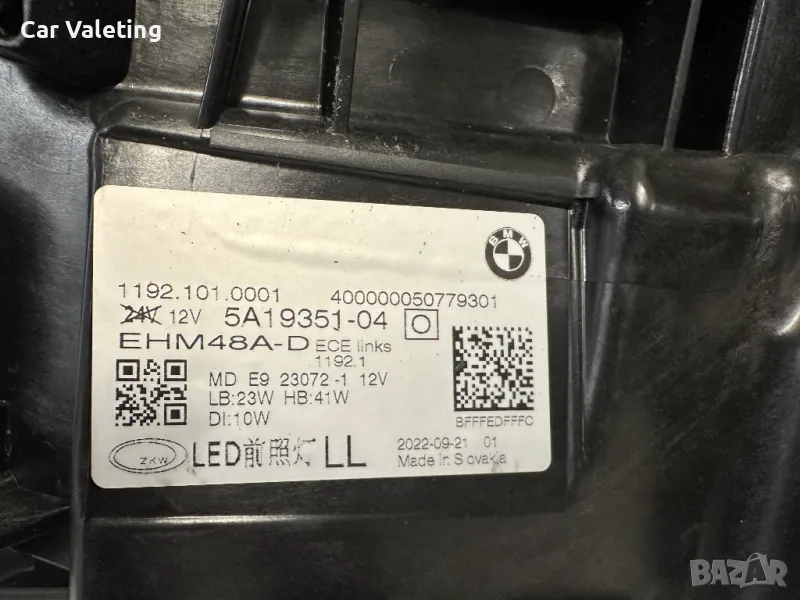 Car Valeting
BMW
1192.101.0001 400000050779301
24V 12V 5A19351-04 O
EHM48A-D ECE links
1192.1
MD E9 23072-1 12V
LB:23W HB:41W
DI:10W
BFFFEDFFFC
ZKW LED前照灯 LL
2022-09-21 01
Made in Slovakia
BAZAR